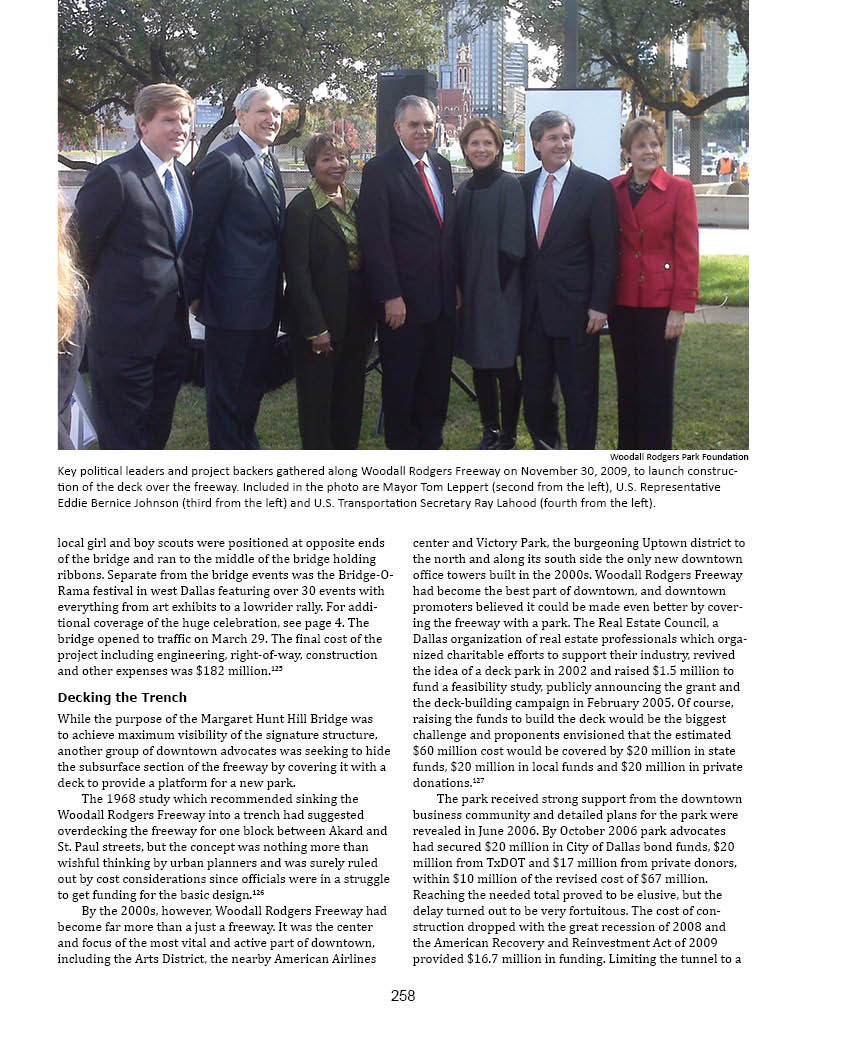 Woodall Rodgers Park Foundation
Key political leaders and project backers gathered along Woodall Rodgers Freeway on November 30, 2009, to launch construc-
tion of the deck over the freeway. Included in the photo are Mayor Tom Leppert (second from the left), U.S. Representative
Eddie Bernice Johnson (third from the left) and U.S. Transportation Secretary Ray Lahood (fourth from the left).
local girl and boy scouts were positioned at opposite ends
of the bridge and ran to the middle of the bridge holding
ribbons. Separate from the bridge events was the Bridge-O-
Rama festival in west Dallas featuring over 30 events with
everything from art exhibits to a lowrider rally. For addi-
tional coverage of the huge celebration, see page 4. The
bridge opened to traffic on March 29. The final cost of the
project including engineering, right-of-way, construction
and other expenses was $182 million.¹²⁵
Decking the Trench
While the purpose of the Margaret Hunt Hill Bridge was
to achieve maximum visibility of the signature structure,
another group of downtown advocates was seeking to hide
the subsurface section of the freeway by covering it with a
deck to provide a platform for a new park.
The 1968 study which recommended sinking the
Woodall Rodgers Freeway into a trench had suggested
overdecking the freeway for one block between Akard and
St. Paul streets, but the concept was nothing more than
wishful thinking by urban planners and was surely ruled
out by cost considerations since officials were in a struggle
to get funding for the basic design.¹²⁶
By the 2000s, however, Woodall Rodgers Freeway had
become far more than a just a freeway. It was the center
and focus of the most vital and active part of downtown,
including the Arts District, the nearby American Airlines
center and Victory Park, the burgeoning Uptown district to
the north and along its south side the only new downtown
office towers built in the 2000s. Woodall Rodgers Freeway
had become the best part of downtown, and downtown
promoters believed it could be made even better by cover-
ing the freeway with a park. The Real Estate Council, a
Dallas organization of real estate professionals which orga-
nized charitable efforts to support their industry, revived
the idea of a deck park in 2002 and raised $1.5 million to
fund a feasibility study, publicly announcing the grant and
the deck-building campaign in February 2005. Of course,
raising the funds to build the deck would be the biggest
challenge and proponents envisioned that the estimated
$60 million cost would be covered by $20 million in state
funds, $20 million in local funds and $20 million in private
donations.¹²⁷
The park received strong support from the downtown
business community and detailed plans for the park were
revealed in June 2006. By October 2006 park advocates
had secured $20 million in City of Dallas bond funds, $20
million from TxDOT and $17 million from private donors,
within $10 million of the revised cost of $67 million.
Reaching the needed total proved to be elusive, but the
delay turned out to be very fortuitous. The cost of con-
struction dropped with the great recession of 2008 and
the American Recovery and Reinvestment Act of 2009
provided $16.7 million in funding. Limiting the tunnel to a
258